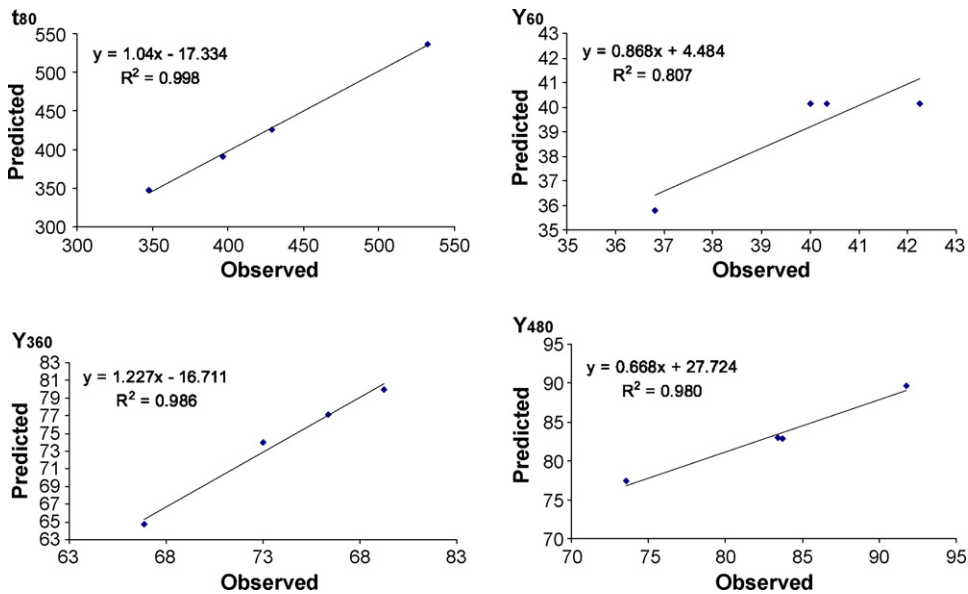 t80
y = 1.04x - 17.334
R² = 0.998
Predicted
550
500
450
400
350
300
300 350 400 450 500 550
Observed
Y60
y = 0.868x + 4.484
R² = 0.807
Predicted
43
42
41
40
39
38
37
36
35
35 36 37 38 39 40 41 42 43
Observed
Y360
y = 1.227x - 16.711
R² = 0.986
Predicted
83
81
79
77
75
73
71
69
67
65
63
63 68 73 68 83
Observed
Y480
y = 0.668x + 27.724
R² = 0.980
Predicted
95
90
85
80
75
70
70 75 80 85 90 95
Observed